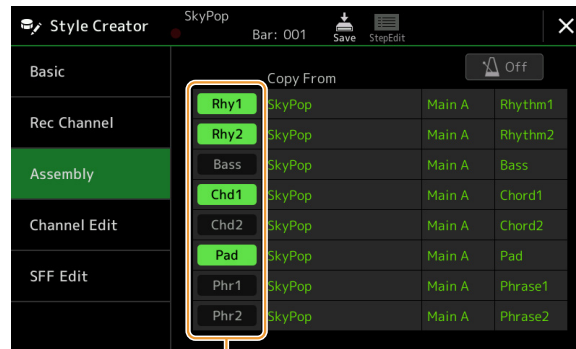 Style Creator SkyPop Bar: 001 Save StepEdit
Basic
Copy From Off
Rec Channel
Assembly
Channel Edit
SFF Edit
Rhy1 SkyPop Main A Rhythm1
Rhy2 SkyPop Main A Rhythm2
Bass SkyPop Main A Bass
Chd1 SkyPop Main A Chord1
Chd2 SkyPop Main A Chord2
Pad SkyPop Main A Pad
Phr1 SkyPop Main A Phrase1
Phr2 SkyPop Main A Phrase2